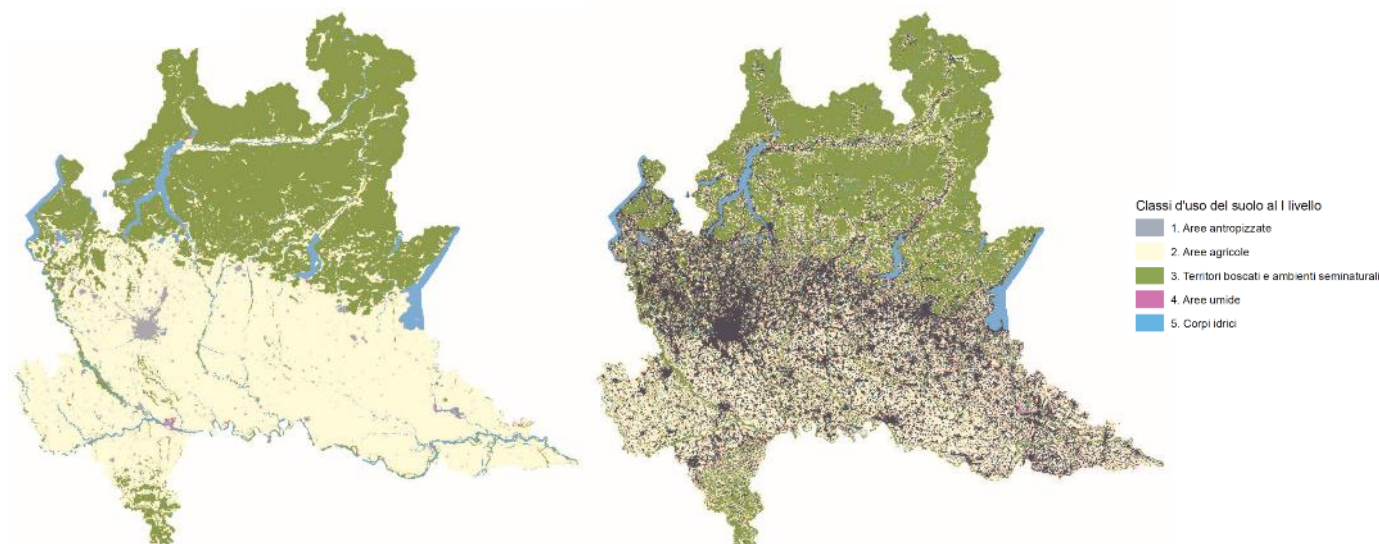 Classi d'uso del suolo al I livello
1. Aree antropizzate
2. Aree agricole
3. Territori boscati e ambienti seminaturali
4. Aree umide
5. Corpi idrici